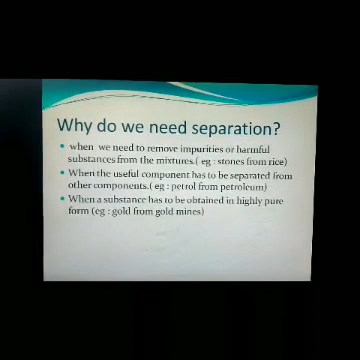 Why do we need separation?
when we need to remove impurities or harmful
substances from the mixtures.( eg : stones from rice)
When the useful component has to be separated from
other components.( eg : petrol from petroleum)
When a substance has to be obtained in highly pure
form (eg : gold from gold mines)